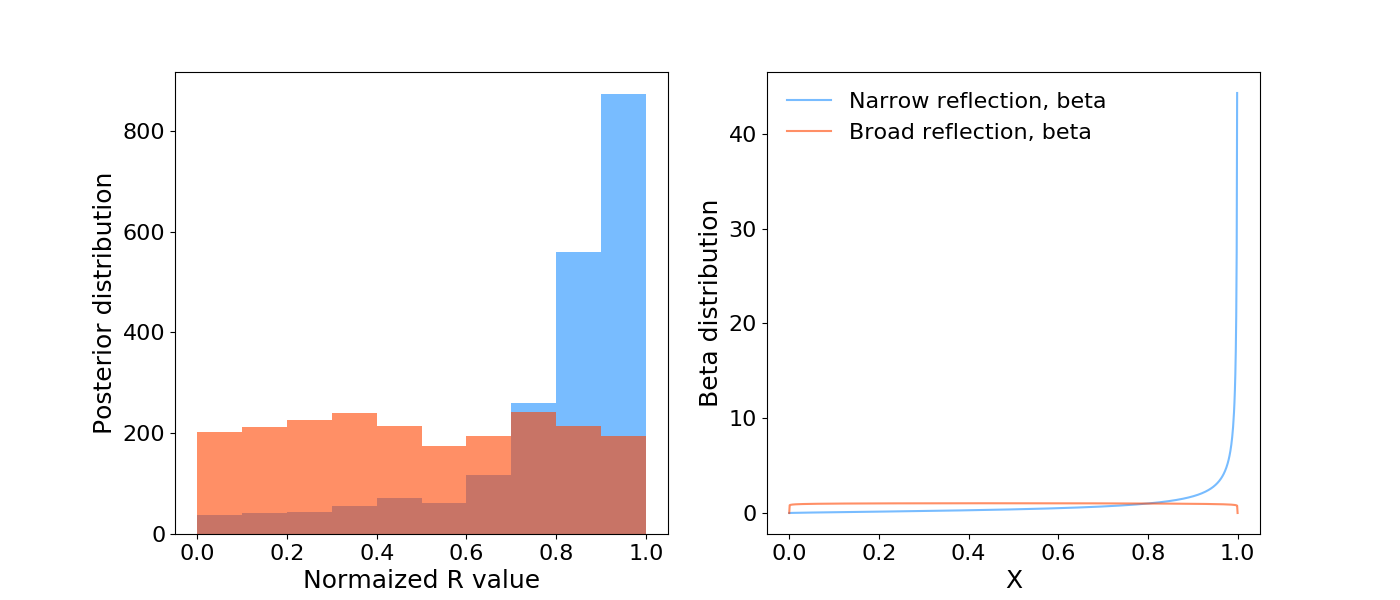 Posterior distribution
800
600
400
200
0
0.0 0.2 0.4 0.6 0.8 1.0
Normaized R value
Beta distribution
40
30
20
10
0
Narrow reflection, beta
Broad reflection, beta
0.0 0.2 0.4 0.6 0.8 1.0
X